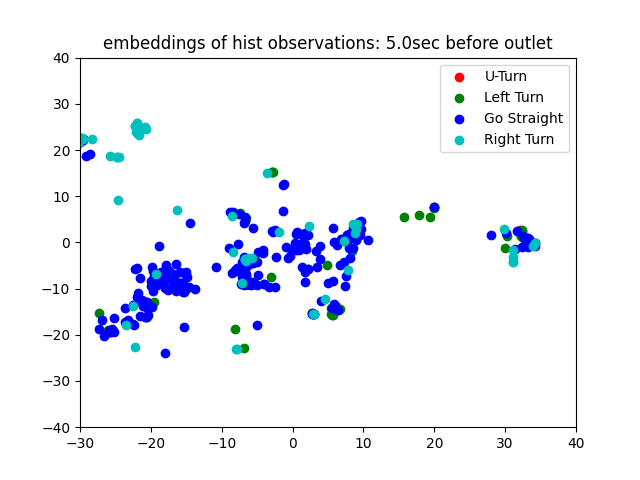 embeddings of hist observations: 5.0sec before outlet
U-Turn
Left Turn
Go Straight
Right Turn
40
30
20
10
0
−10
−20
−30
−40
−30 −20 −10 0 10 20 30 40